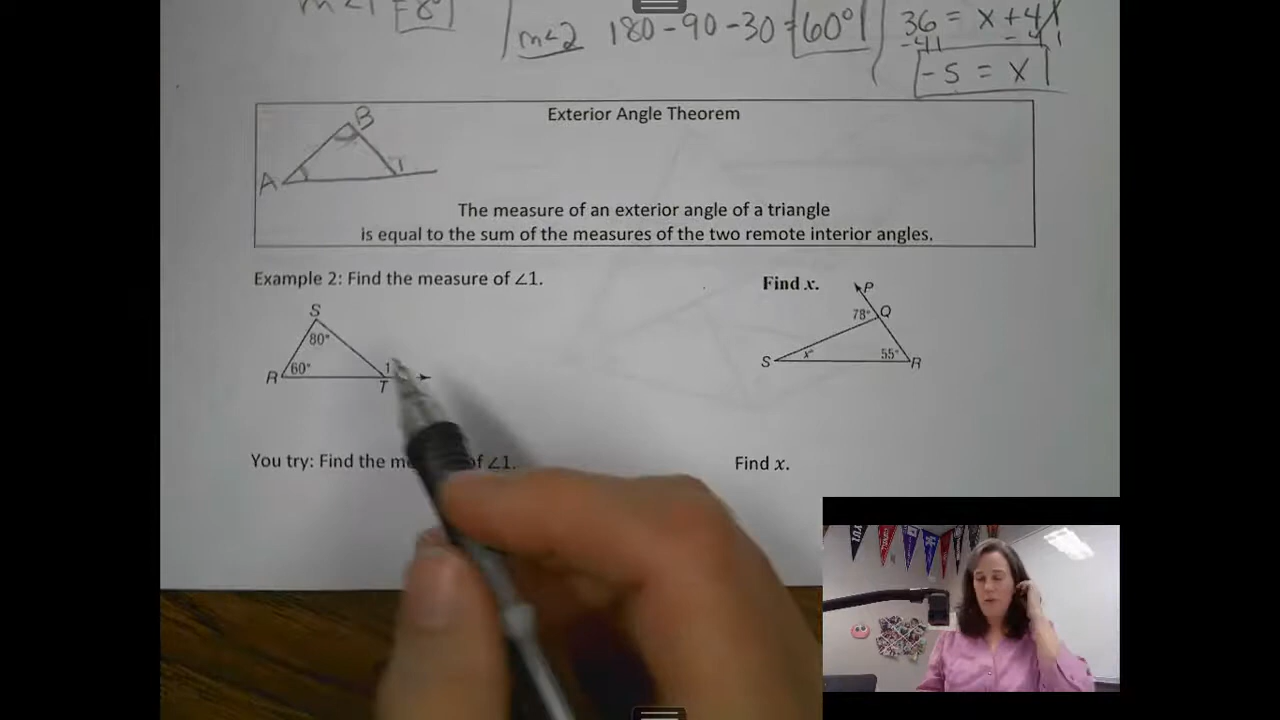 m<1 = 8°
m<2 180-90-30 = 60°
36 = x + 41
-41 -41
-5 = x
Exterior Angle Theorem
B
A
1
The measure of an exterior angle of a triangle
is equal to the sum of the measures of the two remote interior angles.
Example 2: Find the measure of ∠1.
Find x.
S
80°
R
60°
1
T
P
78°
Q
S
x°
55°
R
You try: Find the me of ∠1.
Find x.